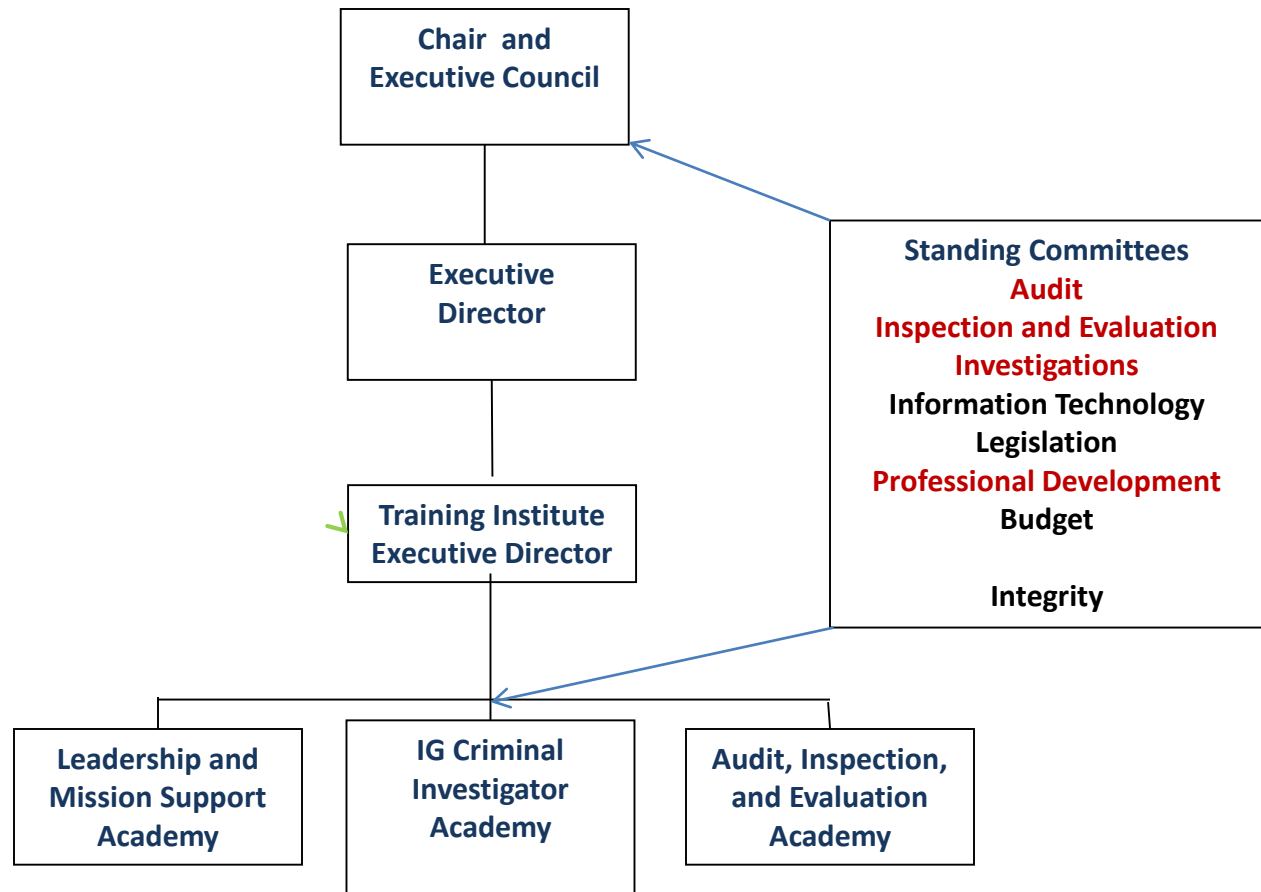 Chair and
Executive Council
Executive
Director
Standing Committees
Audit
Inspection and Evaluation
Investigations
Information Technology
Legislation
Professional Development
Budget
Integrity
Training Institute
Executive Director
Leadership and
Mission Support
Academy
IG Criminal
Investigator
Academy
Audit, Inspection,
and Evaluation
Academy